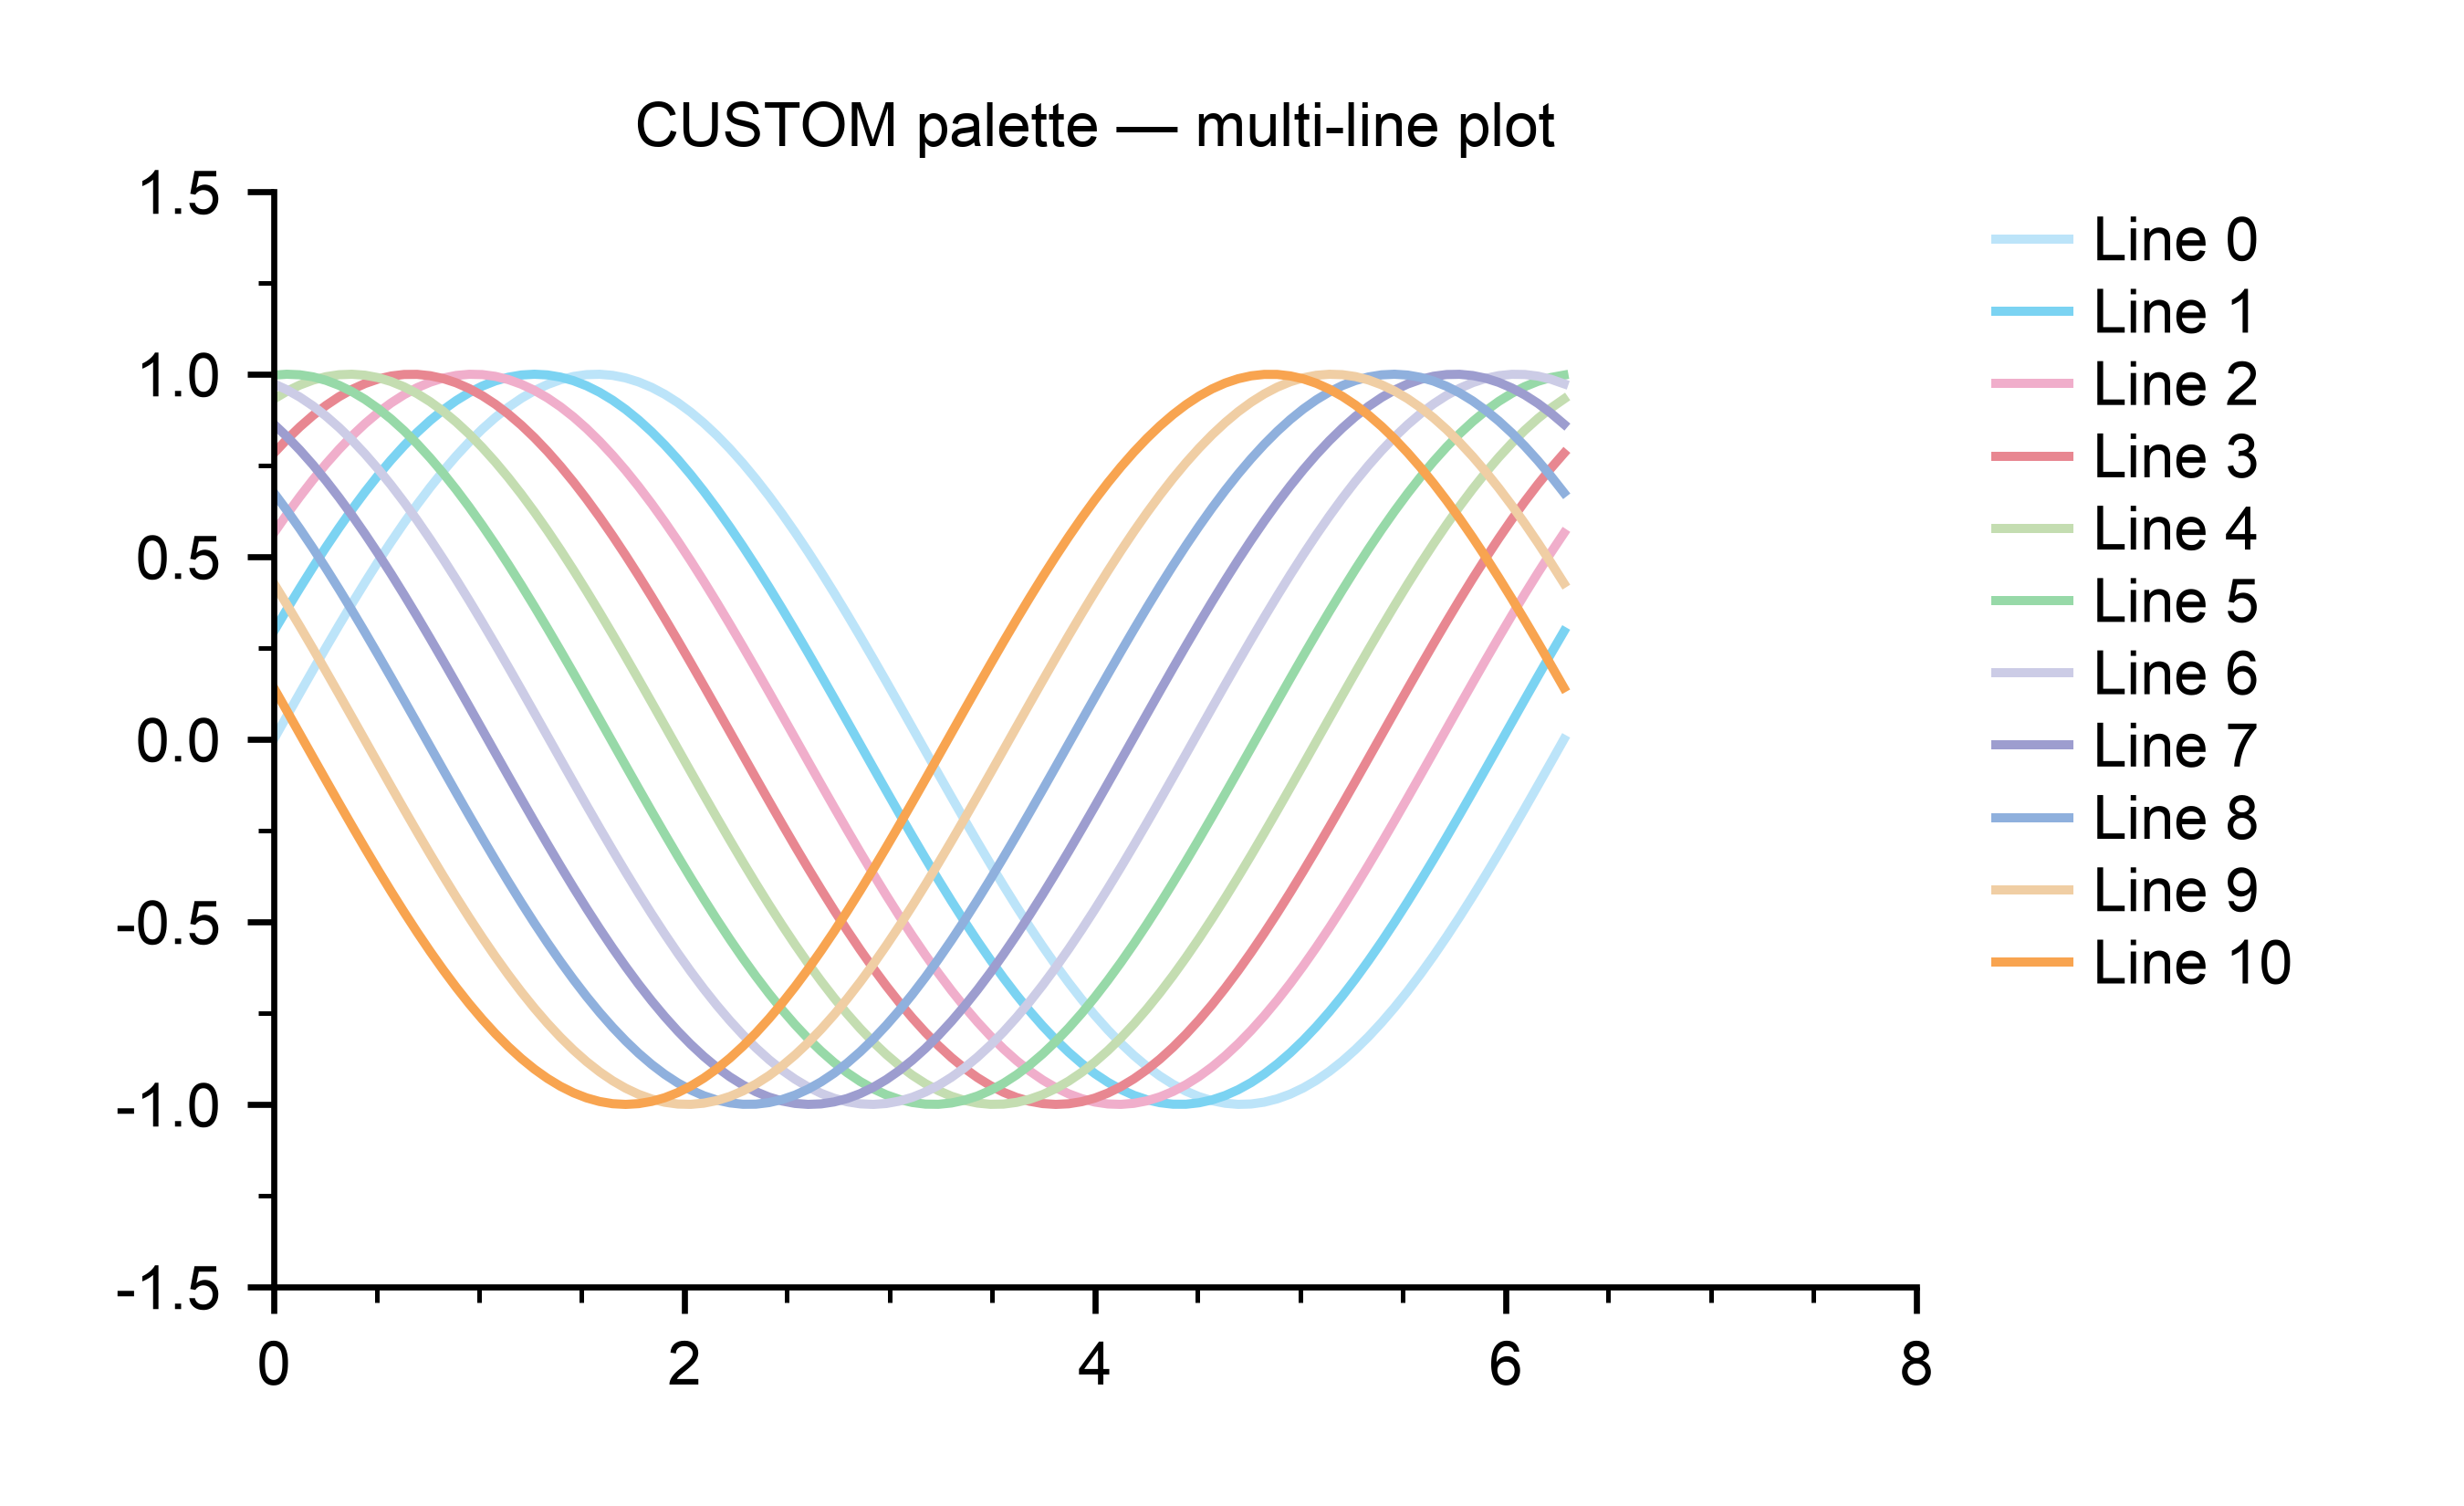 CUSTOM palette — multi-line plot
1.5
1.0
0.5
0.0
-0.5
-1.0
-1.5
0
2
4
6
8
Line 0
Line 1
Line 2
Line 3
Line 4
Line 5
Line 6
Line 7
Line 8
Line 9
Line 10